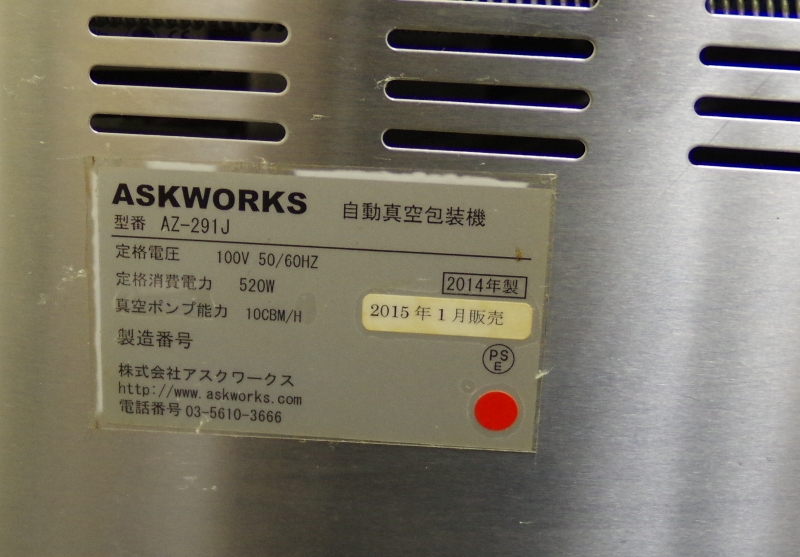 ASKWORKS 自動真空包装機
型番 AZ-291J
定格電圧 100V 50/60HZ
定格消費電力 520W 2014年製
真空ポンプ能力 10CBM/H 2015年1月販売
製造番号
PS
E
株式会社アスクワークス
http://www.askworks.com
電話番号 03-5610-3666